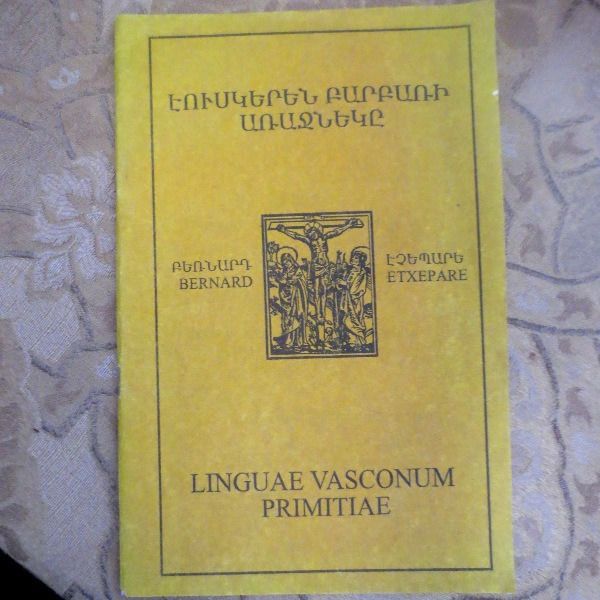 ԷՈՒՍԿԵՐԵՆ ԲԱՐԲԱՌԻ
ԱՌԱՋՆԵԿԸ
ԲԵՌՆԱՐԴ
BERNARD
ԷՉԵՊԱՐԵ
ETXEPARE
LINGUAE VASCONUM
PRIMITIAE